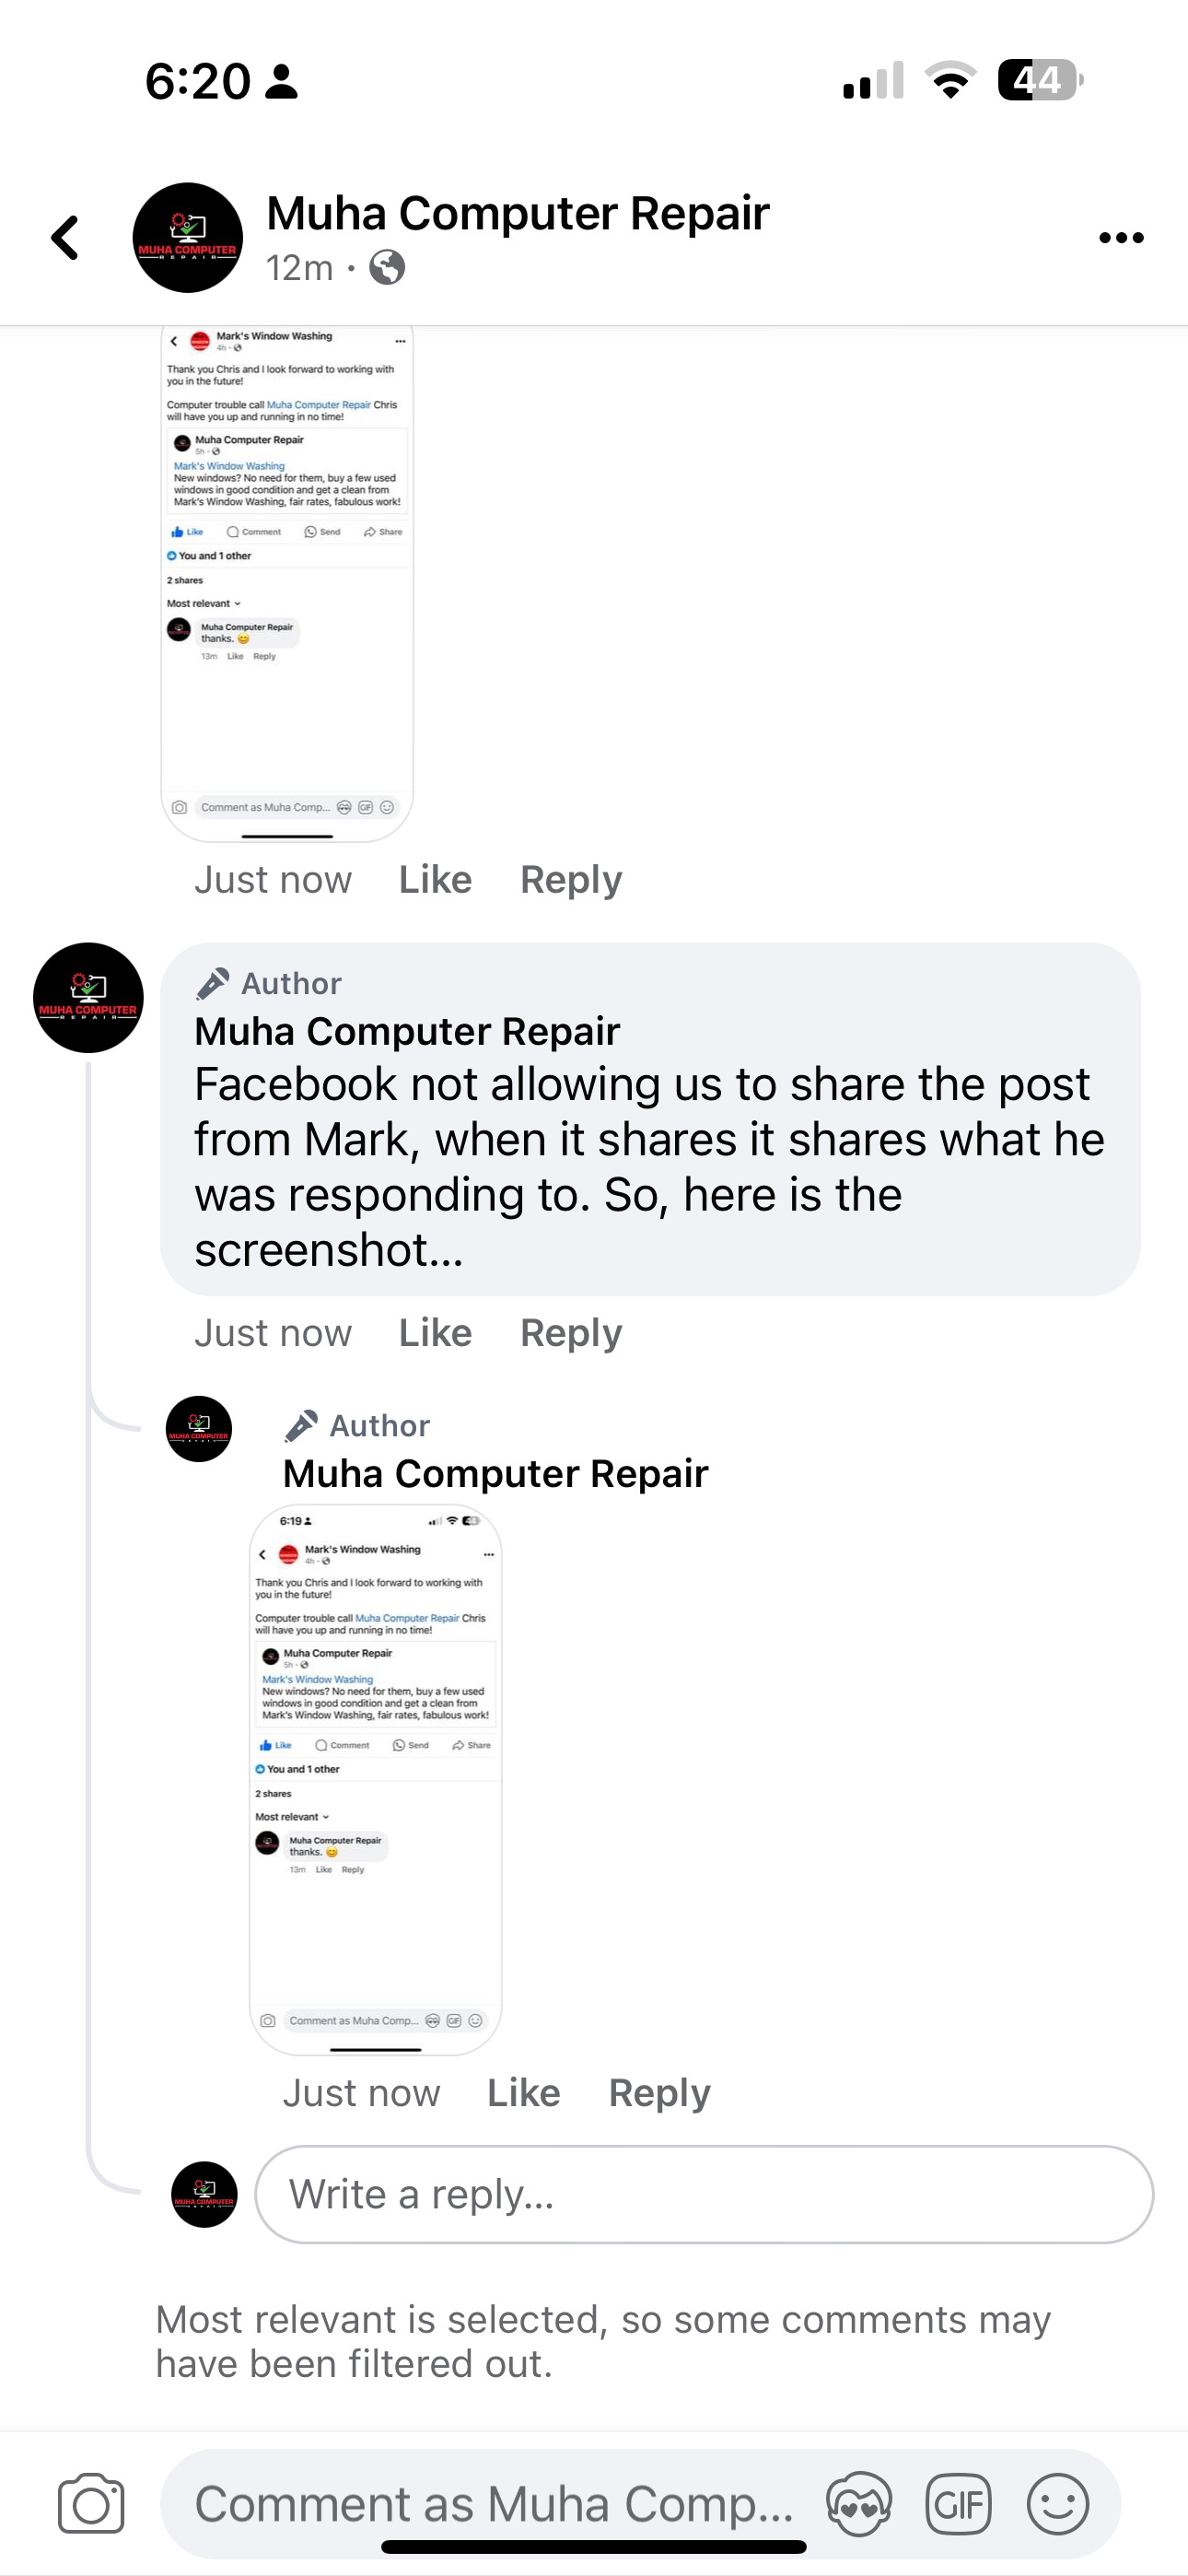 6:20
44
Muha Computer Repair
12m ·
MUHA COMPUTER
REPAIR
Mark's Window Washing
4h ·
Thank you Chris and I look forward to working with
you in the future!
Computer trouble call Muha Computer Repair Chris
will have you up and running in no time!
Muha Computer Repair
5h ·
Mark's Window Washing
New windows? No need for them, buy a few used
windows in good condition and get a clean from
Mark's Window Washing, fair rates, fabulous work!
Like Comment Send Share
You and 1 other
2 shares
Most relevant
Muha Computer Repair
thanks. 😊
13m Like Reply
Comment as Muha Comp... GIF
Just now Like Reply
MUHA COMPUTER
REPAIR
Author
Muha Computer Repair
Facebook not allowing us to share the post
from Mark, when it shares it shares what he
was responding to. So, here is the
screenshot...
Just now Like Reply
MUHA COMPUTER
Author
Muha Computer Repair
6:19
Mark's Window Washing
4h ·
Thank you Chris and I look forward to working with
you in the future!
Computer trouble call Muha Computer Repair Chris
will have you up and running in no time!
Muha Computer Repair
5h ·
Mark's Window Washing
New windows? No need for them, buy a few used
windows in good condition and get a clean from
Mark's Window Washing, fair rates, fabulous work!
Like Comment Send Share
You and 1 other
2 shares
Most relevant
Muha Computer Repair
thanks. 😊
13m Like Reply
Comment as Muha Comp... GIF
Just now Like Reply
MUHA COMPUTER
Write a reply...
Most relevant is selected, so some comments may
have been filtered out.
Comment as Muha Comp... GIF